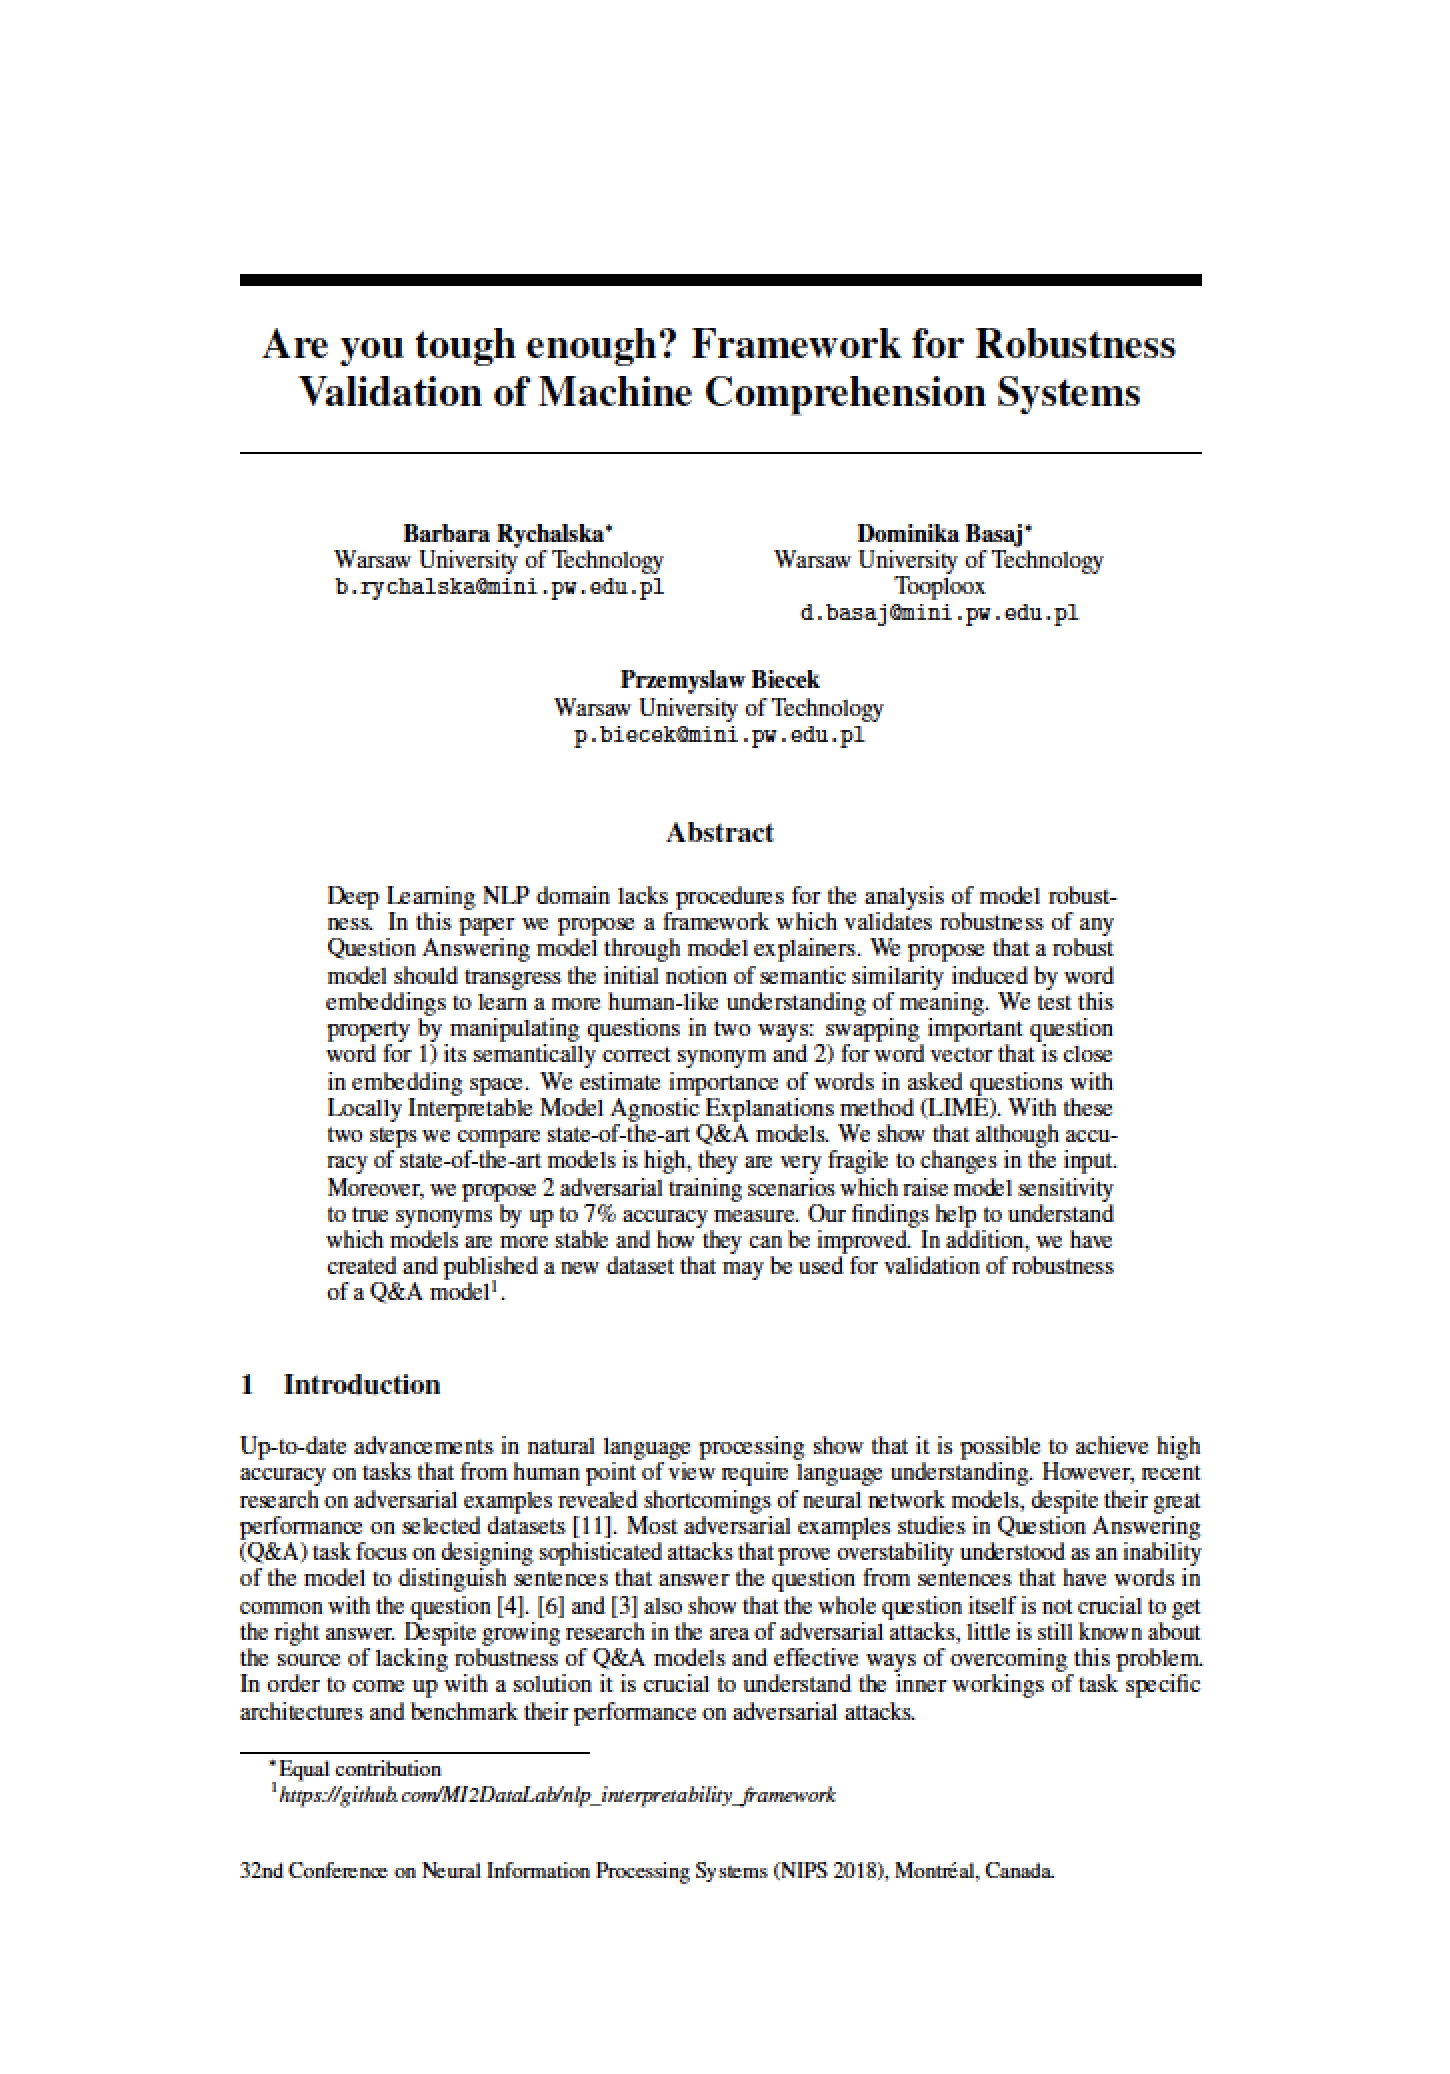 Are you tough enough? Framework for Robustness
Validation of Machine Comprehension Systems
Barbara Rychalska*
Warsaw University of Technology
b.rychalska@mini.pw.edu.pl
Dominika Basaj*
Warsaw University of Technology
Tooploox
d.basaj@mini.pw.edu.pl
Przemyslaw Biecek
Warsaw University of Technology
p.biecek@mini.pw.edu.pl
Abstract
Deep Learning NLP domain lacks procedures for the analysis of model robust-
ness. In this paper we propose a framework which validates robustness of any
Question Answering model through model explainers. We propose that a robust
model should transgress the initial notion of semantic similarity induced by word
embeddings to learn a more human-like understanding of meaning. We test this
property by manipulating questions in two ways: swapping important question
word for 1) its semantically correct synonym and 2) for word vector that is close
in embedding space. We estimate importance of words in asked questions with
Locally Interpretable Model Agnostic Explanations method (LIME). With these
two steps we compare state-of-the-art Q&A models. We show that although accu-
racy of state-of-the-art models is high, they are very fragile to changes in the input.
Moreover, we propose 2 adversarial training scenarios which raise model sensitivity
to true synonyms by up to 7% accuracy measure. Our findings help to understand
which models are more stable and how they can be improved. In addition, we have
created and published a new dataset that may be used for validation of robustness
of a Q&A model1.
1 Introduction
Up-to-date advancements in natural language processing show that it is possible to achieve high
accuracy on tasks that from human point of view require language understanding. However, recent
research on adversarial examples revealed shortcomings of neural network models, despite their great
performance on selected datasets [11]. Most adversarial examples studies in Question Answering
(Q&A) task focus on designing sophisticated attacks that prove overstability understood as an inability
of the model to distinguish sentences that answer the question from sentences that have words in
common with the question [4]. [6] and [3] also show that the whole question itself is not crucial to get
the right answer. Despite growing research in the area of adversarial attacks, little is still known about
the source of lacking robustness of Q&A models and effective ways of overcoming this problem.
In order to come up with a solution it is crucial to understand the inner workings of task specific
architectures and benchmark their performance on adversarial attacks.
*Equal contribution
1https://github.com/MI2DataLab/nlp_interpretability_framework
32nd Conference on Neural Information Processing Systems (NIPS 2018), Montréal, Canada.